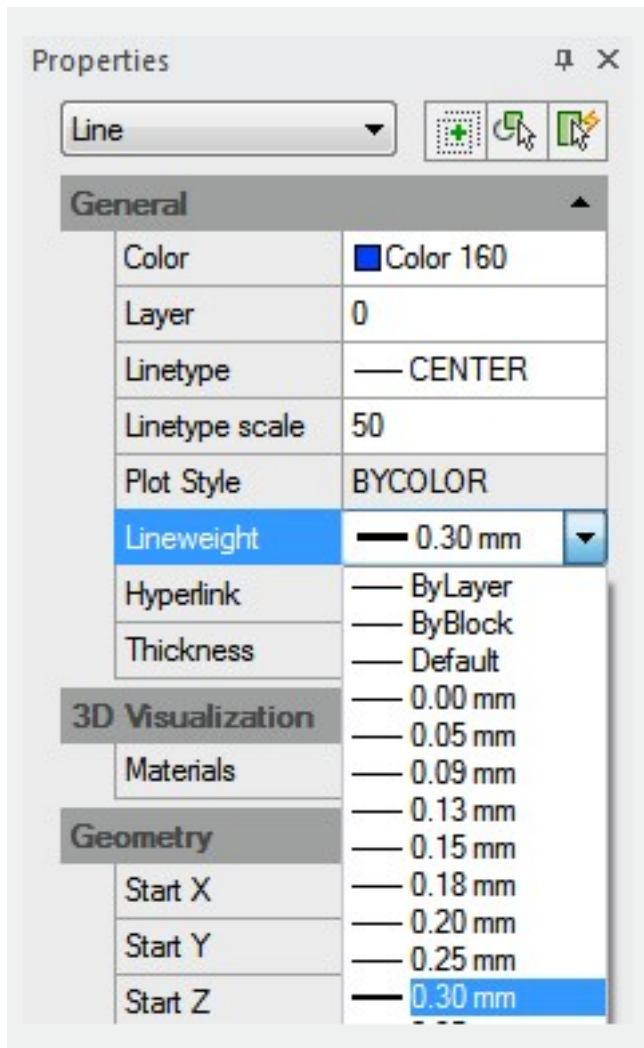 Properties
Line
General
Color Color 160
Layer 0
Linetype CENTER
Linetype scale 50
Plot Style BYCOLOR
Lineweight 0.30 mm
Hyperlink
Thickness
ByLayer
ByBlock
Default
0.00 mm
0.05 mm
0.09 mm
0.13 mm
0.15 mm
0.18 mm
0.20 mm
0.25 mm
0.30 mm
3D Visualization
Materials
Geometry
Start X
Start Y
Start Z